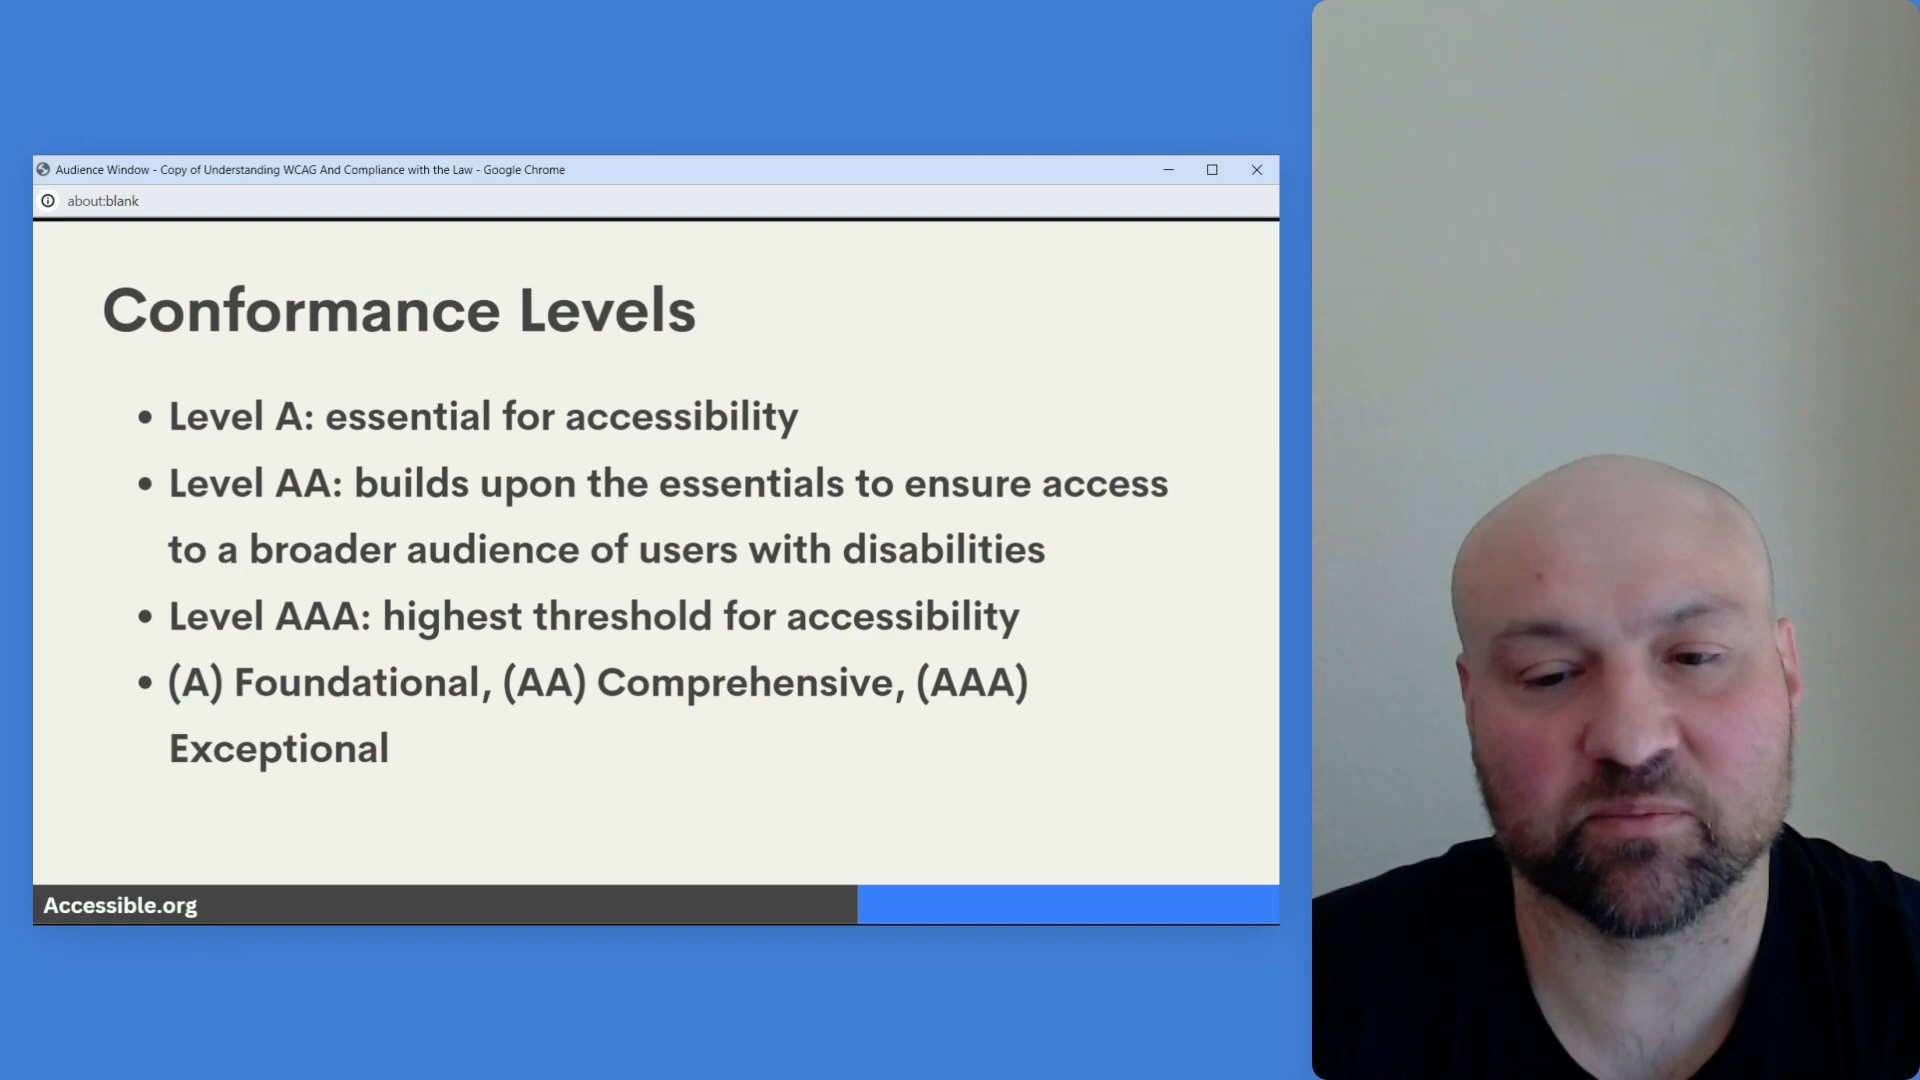 Audience Window - Copy of Understanding WCAG And Compliance with the Law - Google Chrome
about:blank
Conformance Levels
• Level A: essential for accessibility
• Level AA: builds upon the essentials to ensure access
to a broader audience of users with disabilities
• Level AAA: highest threshold for accessibility
• (A) Foundational, (AA) Comprehensive, (AAA)
Exceptional
Accessible.org